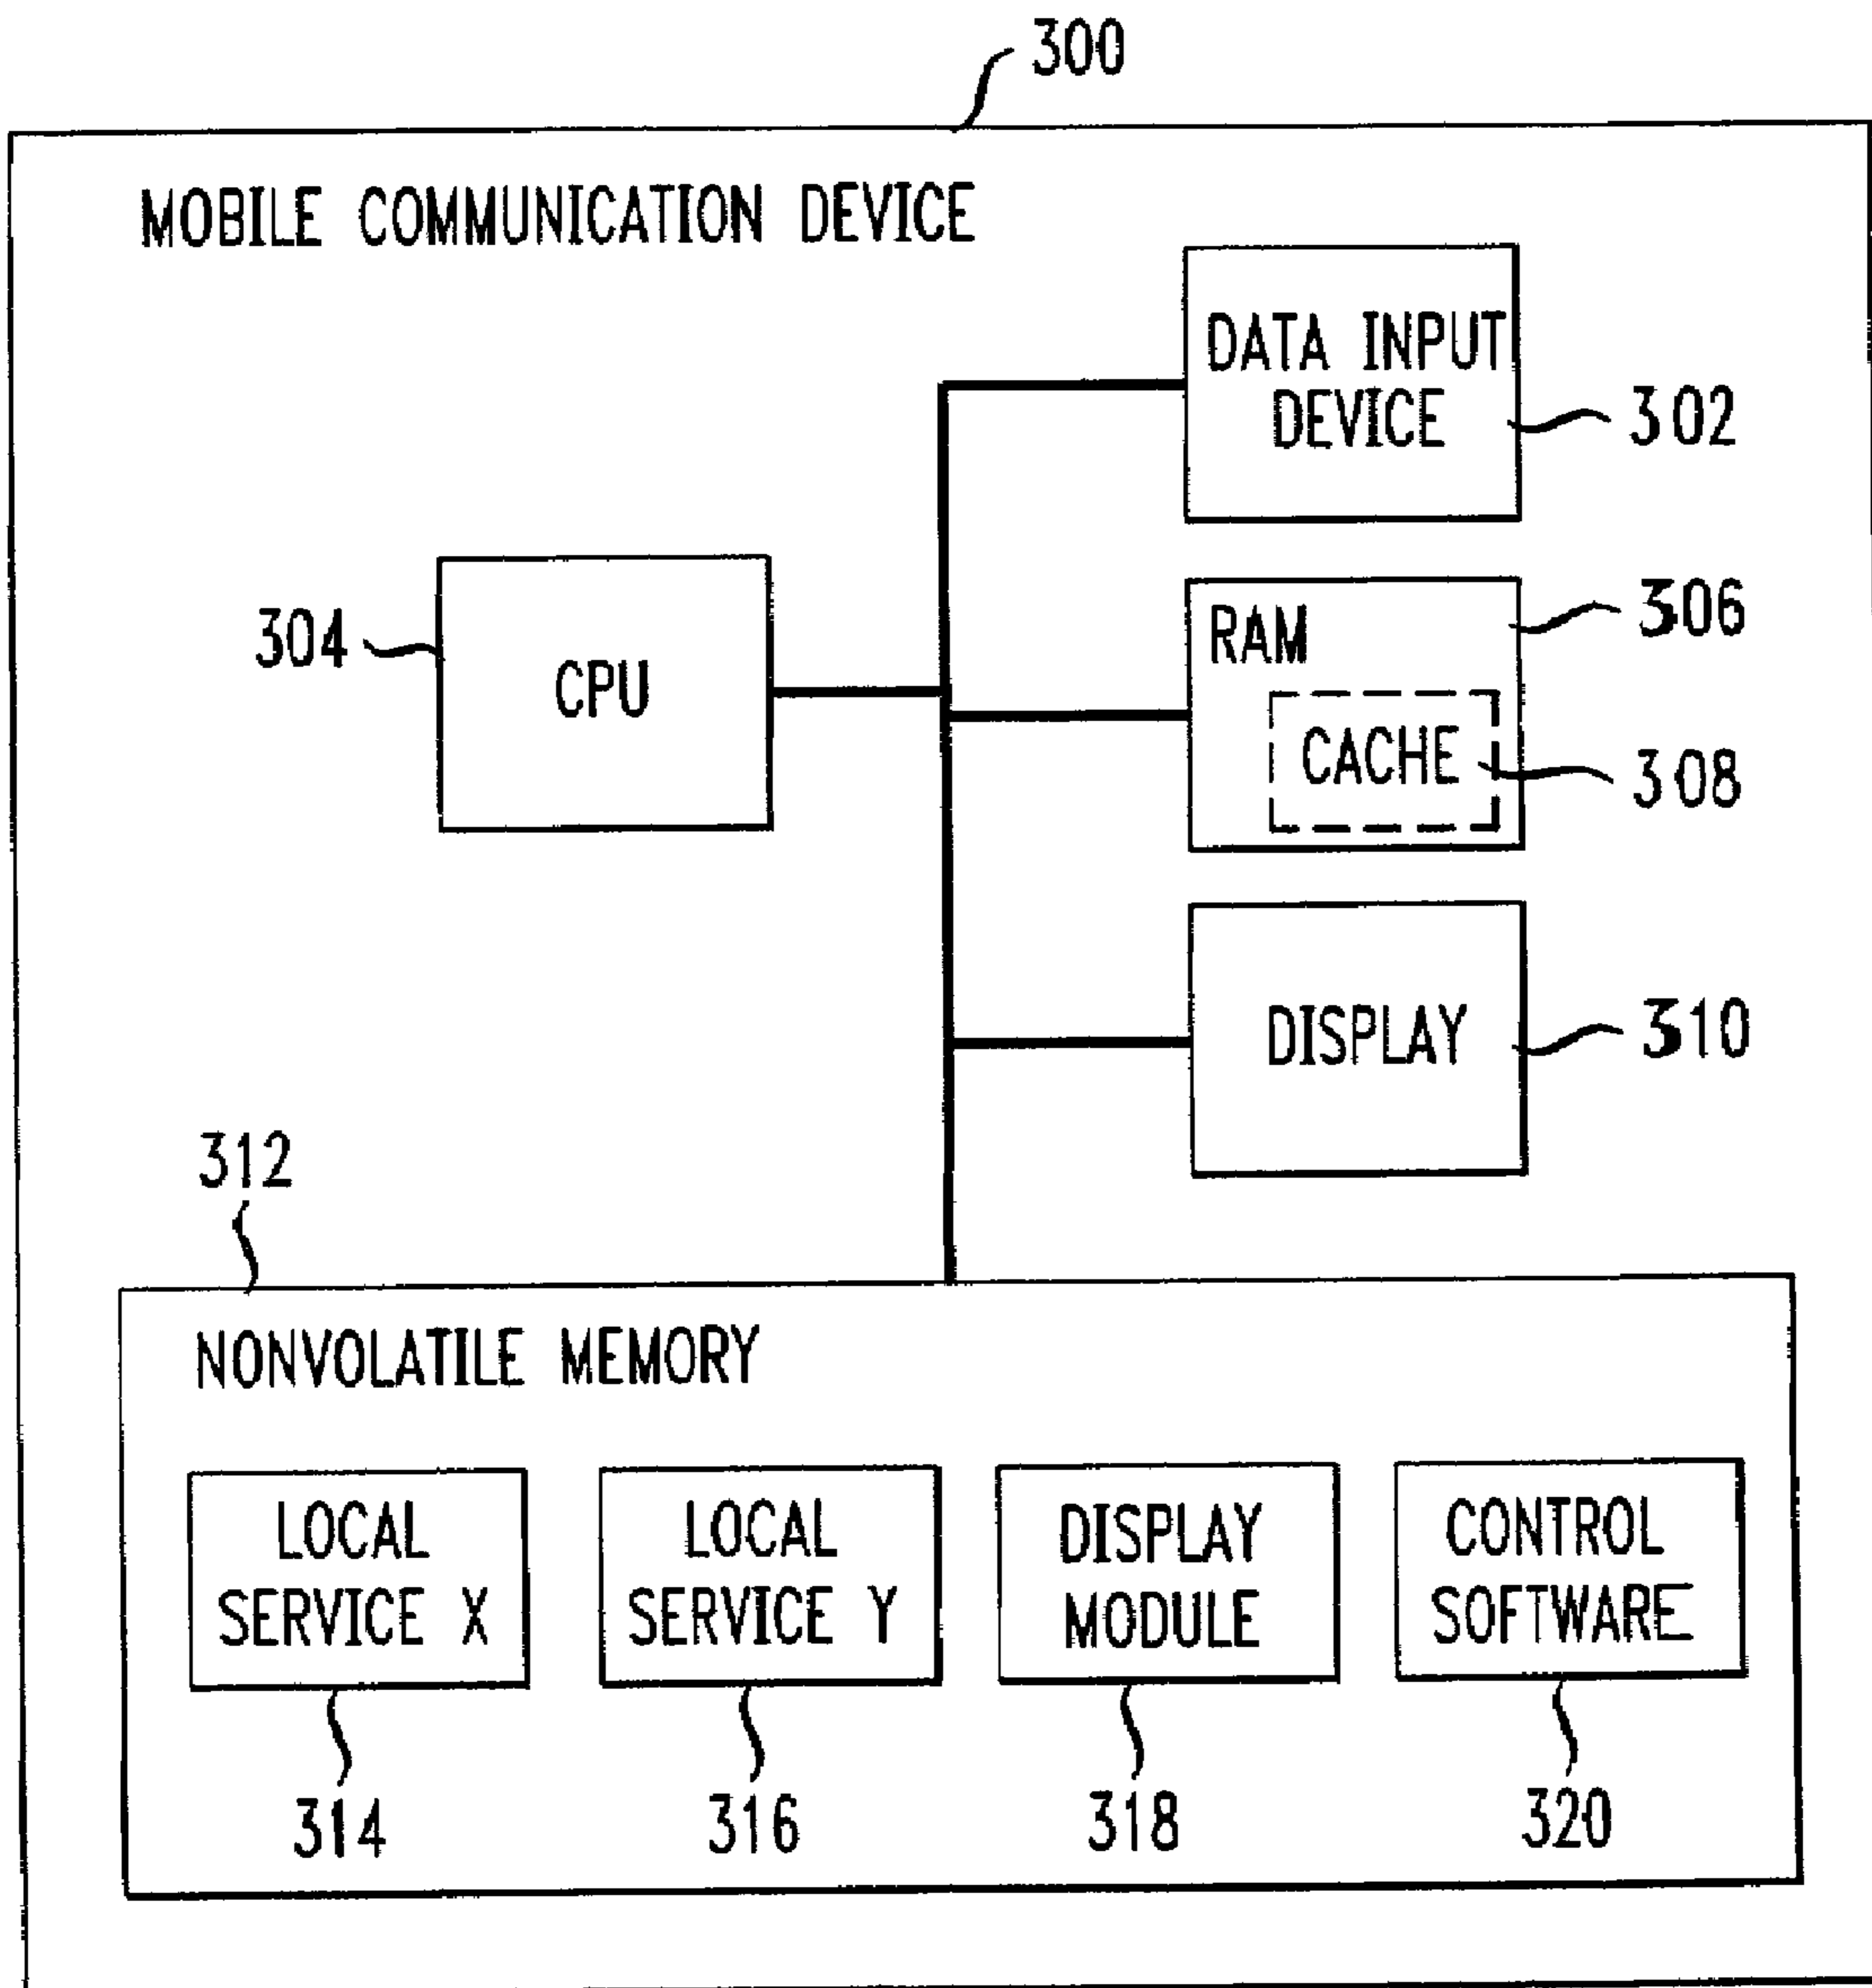 300
MOBILE COMMUNICATION DEVICE
DATA INPUT
DEVICE
302
304
CPU
RAM
306
CACHE
308
DISPLAY
310
312
NONVOLATILE MEMORY
LOCAL
SERVICE X
LOCAL
SERVICE Y
DISPLAY
MODULE
CONTROL
SOFTWARE
314
316
318
320